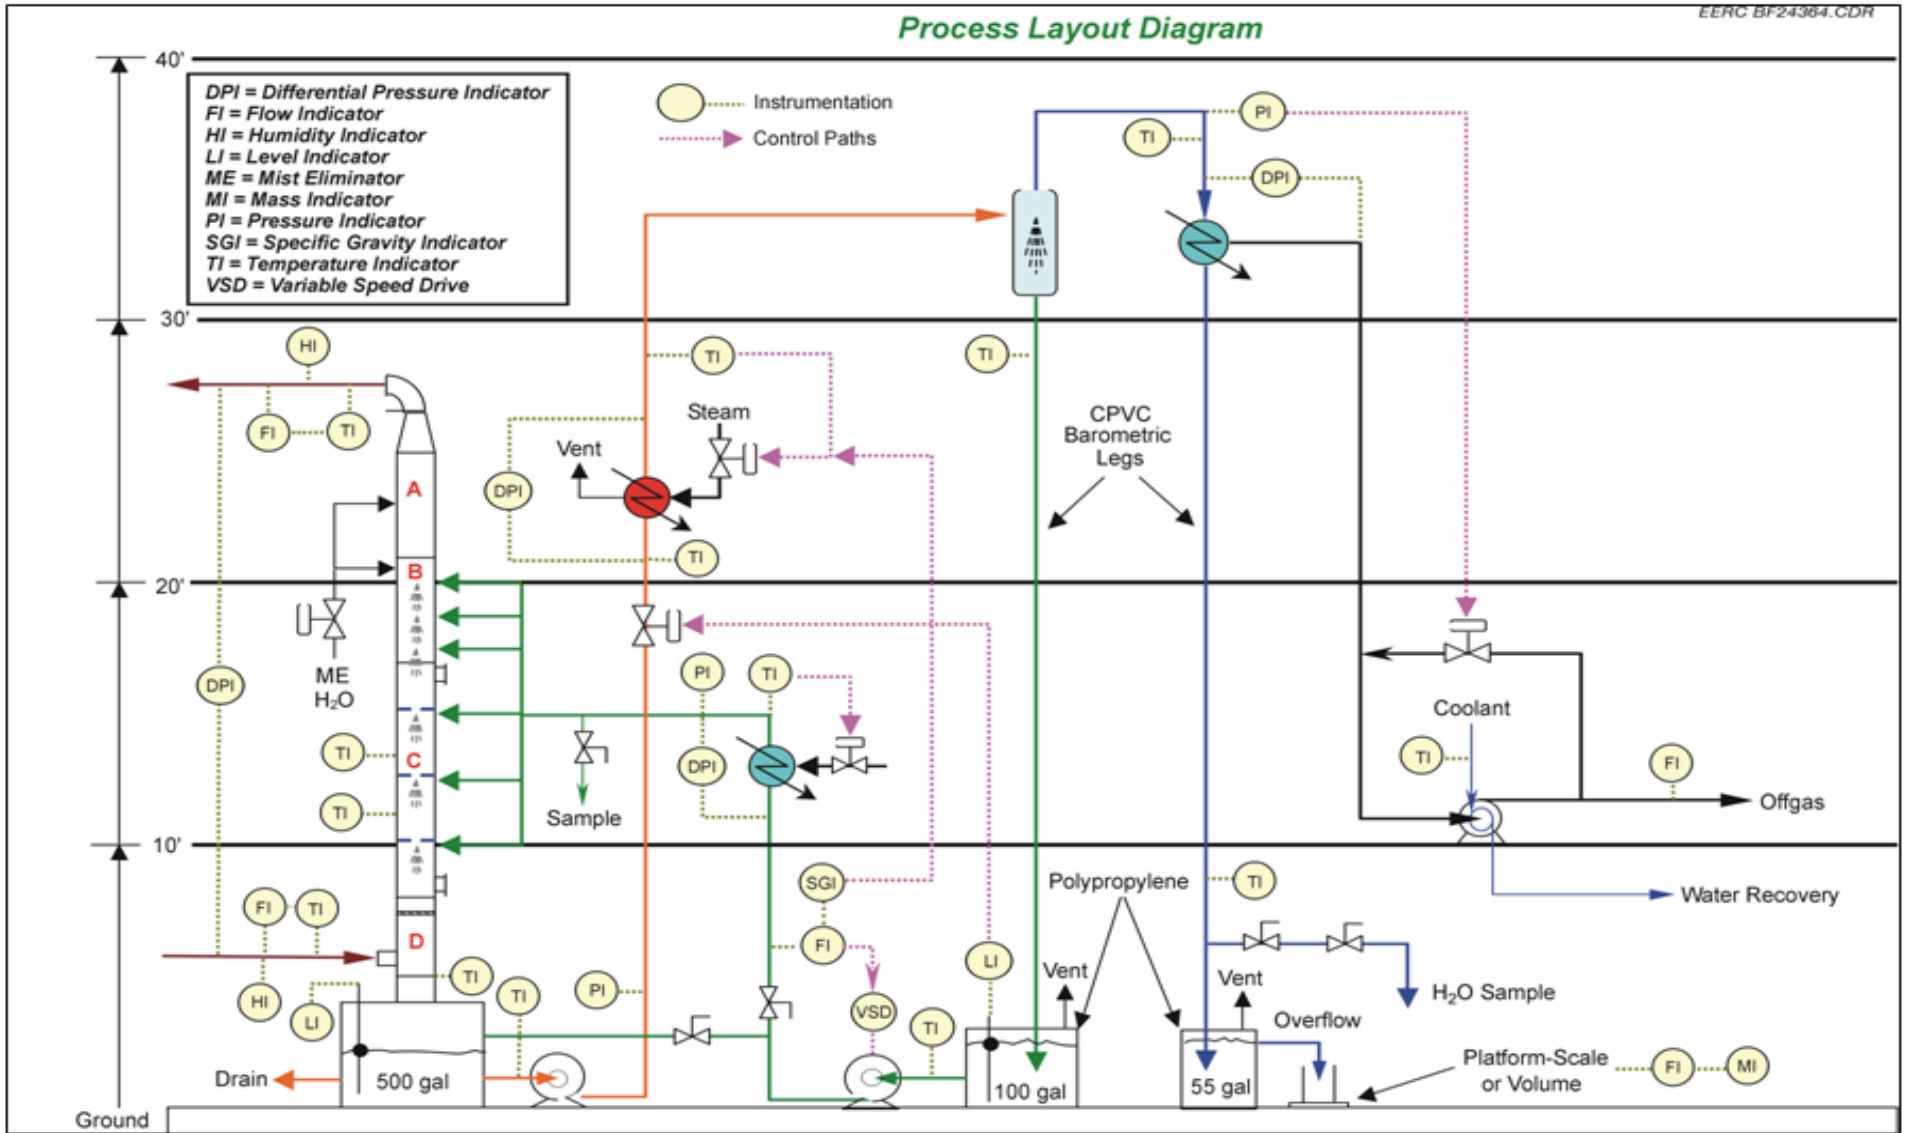 EERC BF24364.CDR
Process Layout Diagram
40'
DPI = Differential Pressure Indicator
FI = Flow Indicator
HI = Humidity Indicator
LI = Level Indicator
ME = Mist Eliminator
MI = Mass Indicator
PI = Pressure Indicator
SGI = Specific Gravity Indicator
TI = Temperature Indicator
VSD = Variable Speed Drive
Instrumentation
Control Paths
PI
TI
DPI
30'
HI
TI
TI
FI
TI
Steam
Vent
CPVC
Barometric
Legs
A
DPI
TI
B
20'
ME
H₂O
DPI
PI
TI
Coolant
TI
C
DPI
TI
FI
TI
Sample
Offgas
10'
SGI
Polypropylene
TI
Water Recovery
FI
TI
D
FI
LI
Vent
TI
TI
PI
Vent
H₂O Sample
HI
LI
VSD
TI
Overflow
Platform-Scale
or Volume
FI
MI
Drain
500 gal
100 gal
55 gal
Ground